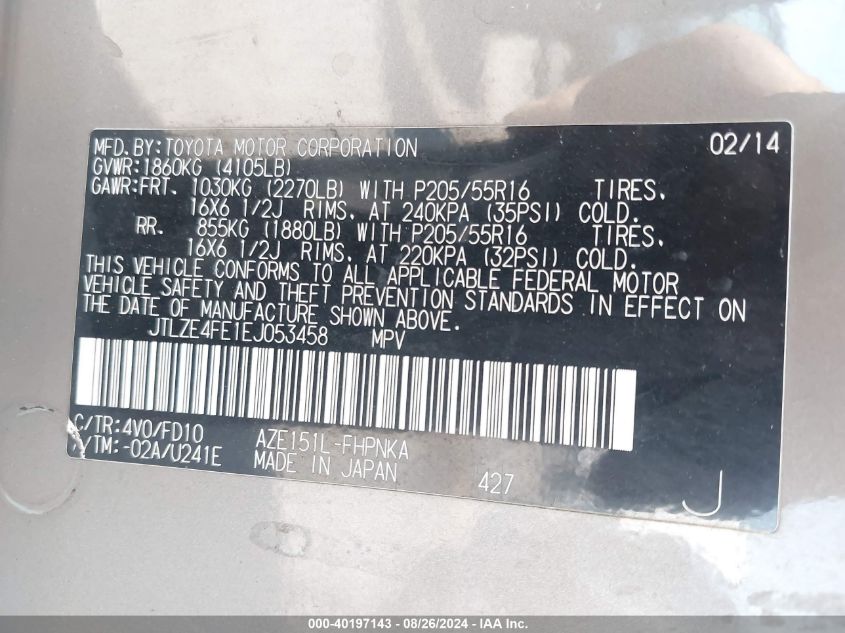 MFD.BY:TOYOTA MOTOR CORPORATION 02/14
GVWR:1860KG (4105LB)
GAWR:FRT. 1030KG (2270LB) WITH P205/55R16 TIRES.
16X6 1/2J RIMS. AT 240KPA (35PSI) COLD.
RR. 855KG (1880LB) WITH P205/55R16 TIRES.
16X6 1/2J RIMS. AT 220KPA (32PSI) COLD.
THIS VEHICLE CONFORMS TO ALL APPLICABLE FEDERAL MOTOR
VEHICLE SAFETY AND THEFT PREVENTION STANDARDS IN EFFECT ON
THE DATE OF MANUFACTURE SHOWN ABOVE.
JTLZE4FE1EJ053458 MPV
C/TR:4V0/FD10 AZE151L-FHPNKA
/TM:-02A/U241E MADE IN JAPAN 427 J
000-40197143 - 08/26/2024 - IAA Inc.